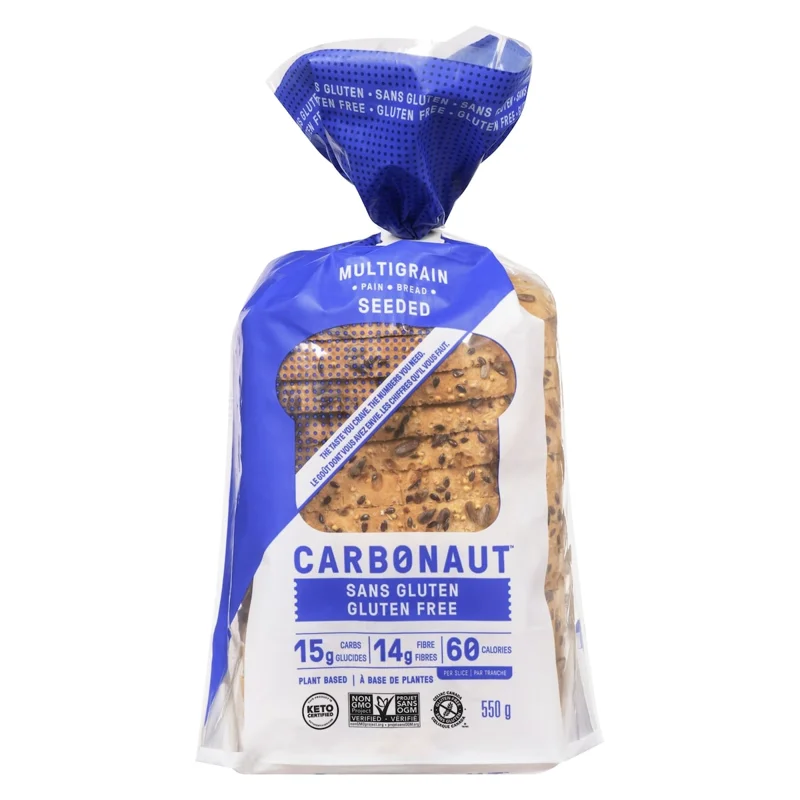 S GLUTEN • SANS GLUTEN • SANS
FREE • GLUTEN FREE • GLUTEN FREE
MULTIGRAIN
• PAIN • BREAD •
SEEDED
THE TASTE YOU CRAVE. THE NUMBERS YOU NEED.
LE GOÛT DONT VOUS AVEZ ENVIE. LES CHIFFRES QU'IL VOUS FAUT.
CARBONAUT™
SANS GLUTEN
GLUTEN FREE
15g CARBS GLUCIDES | 14g FIBRE FIBRES | 60 CALORIES
PER SLICE | PAR TRANCHE
PLANT BASED | À BASE DE PLANTES
KETO
CERTIFIED
NON GMO Project VERIFIED
PROJET SANS OGM VÉRIFIÉ
550 g